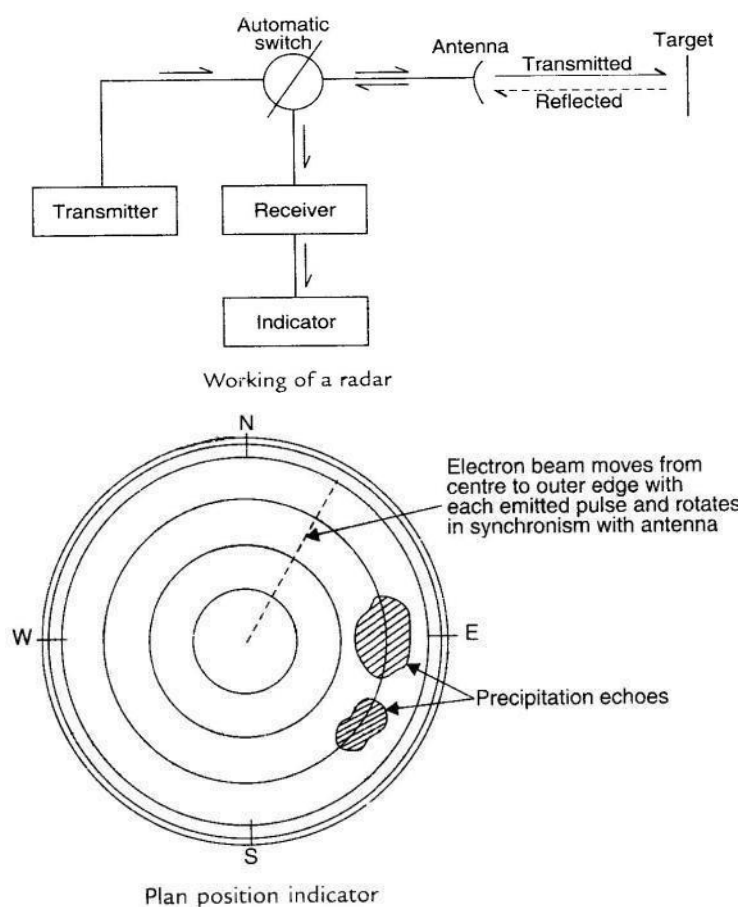 Automatic
switch
Antenna
Target
Transmitted
Reflected
Transmitter
Receiver
Indicator
Working of a radar
N
Electron beam moves from
centre to outer edge with
each emitted pulse and rotates
in synchronism with antenna
W
E
Precipitation echoes
S
Plan position indicator